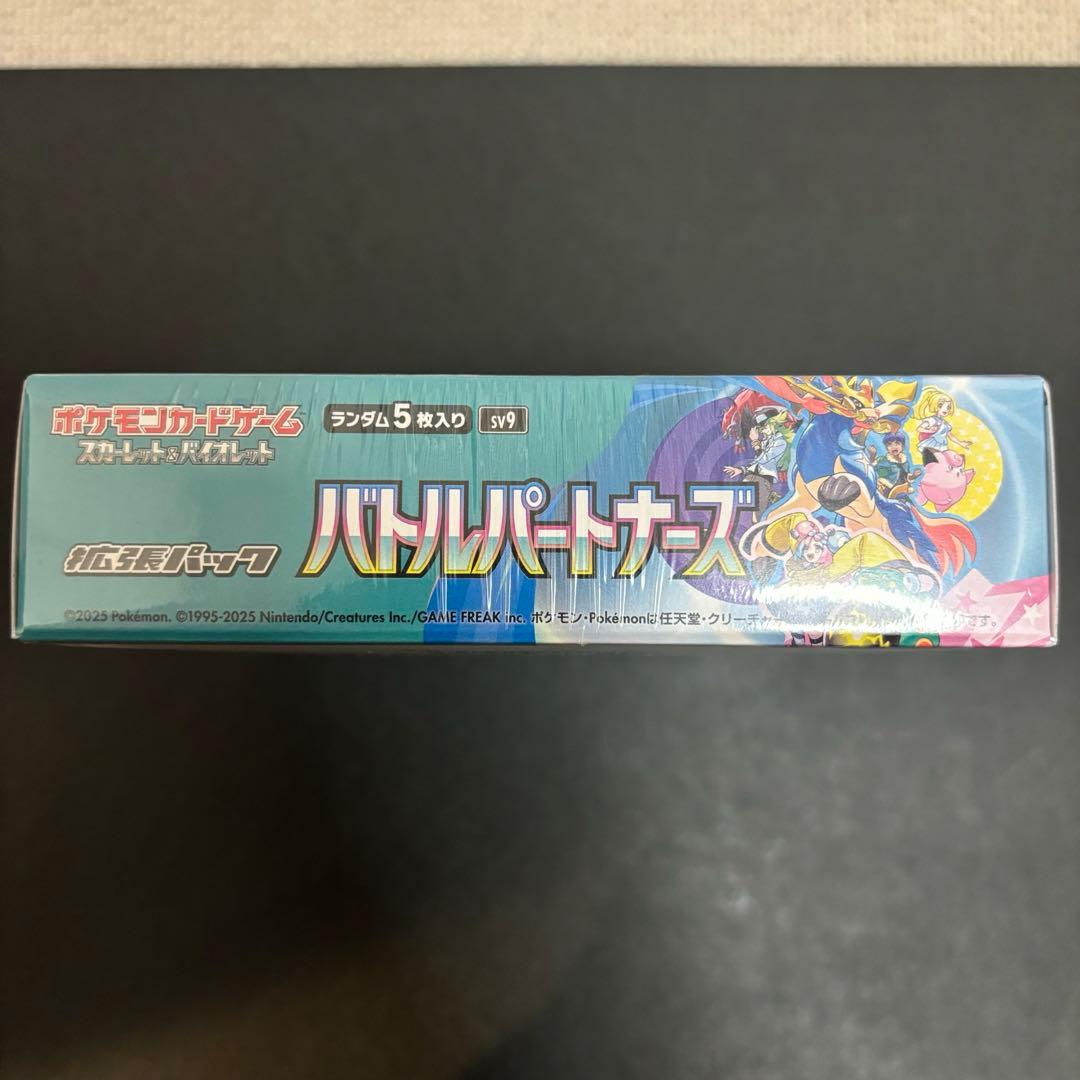 ポケモンカードゲーム
スカーレット&バイオレット
ランダム5枚入り SV9
バトルパートナーズ
拡張パック
©2025 Pokémon. ©1995-2025 Nintendo/Creatures Inc./GAME FREAK inc. ポケモン・Pokémonは任天堂・クリーチャ です。